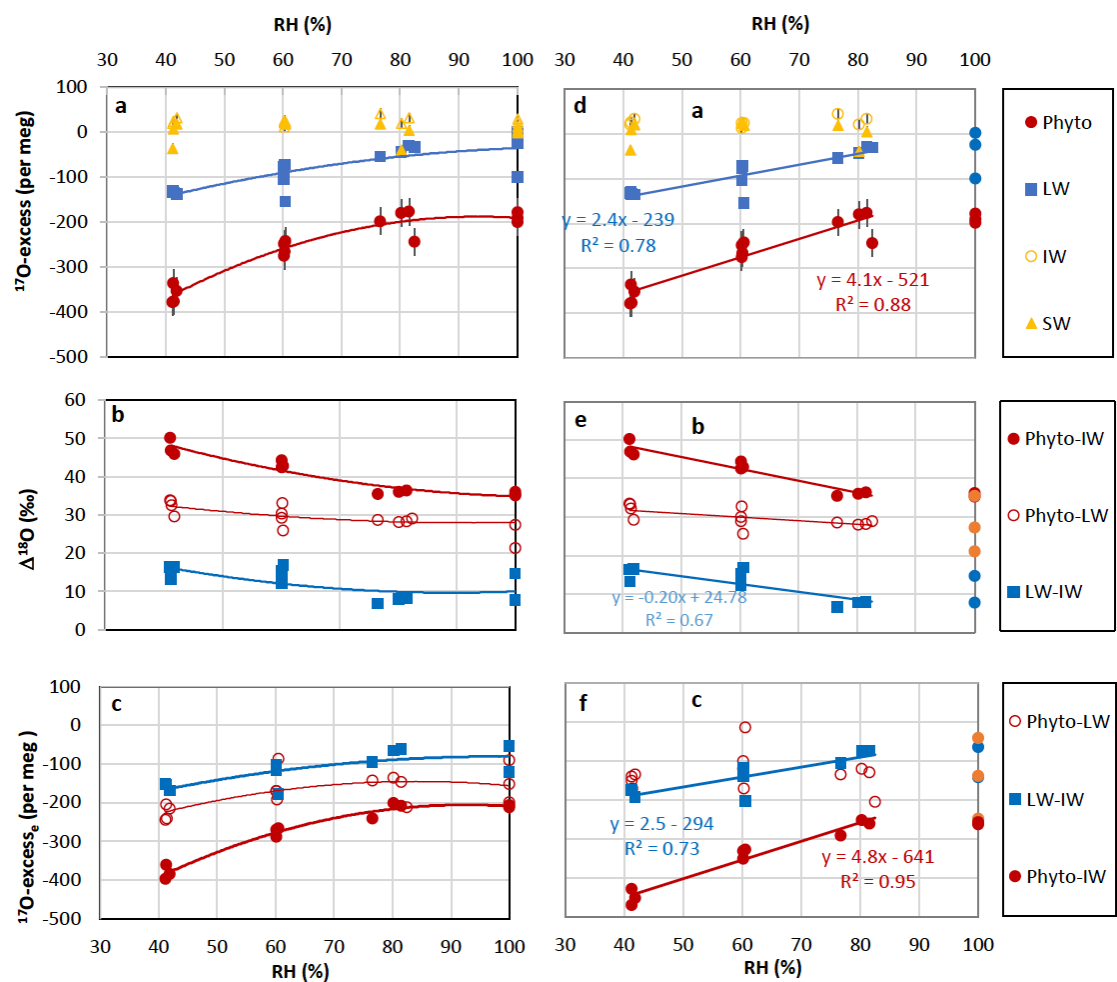 RH (%)
RH (%)
30 40 50 60 70 80 90 100
30 40 50 60 70 80 90 100
17O-excess (per meg)
100
0
-100
-200
-300
-400
-500
a
d
a
y = 2.4x - 239
R² = 0.78
y = 4.1x - 521
R² = 0.88
Phyto
LW
IW
SW
Δ18O (‰)
60
50
40
30
20
10
0
b
e
b
y = -0.20x + 24.78
R² = 0.67
Phyto-IW
Phyto-LW
LW-IW
17O-excesse (per meg )
100
0
-100
-200
-300
-400
-500
c
f
c
y = 2.5 - 294
R² = 0.73
y = 4.8x - 641
R² = 0.95
Phyto-LW
LW-IW
Phyto-IW
30 40 50 60 70 80 90 100
30 40 50 60 70 80 90 100
RH (%)
RH (%)